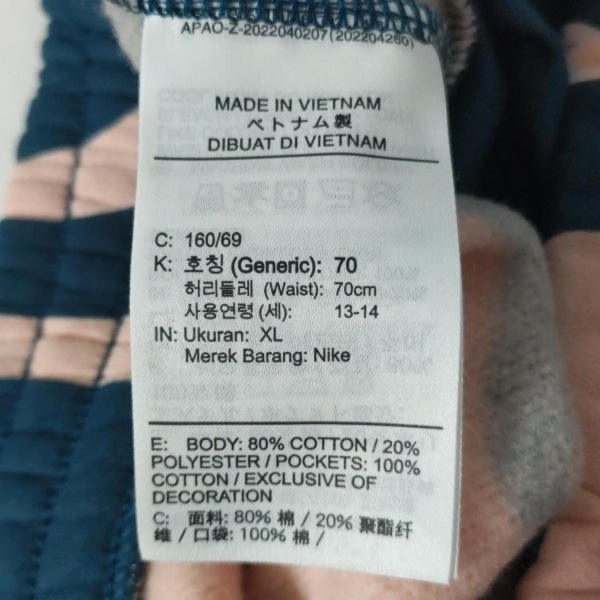 APAO-Z-2022040207(202204260)
MADE IN VIETNAM
ベトナム製
DIBUAT DI VIETNAM
C: 160/69
K: 호칭 (Generic): 70
허리둘레 (Waist): 70cm
사용연령 (세): 13-14
IN: Ukuran: XL
Merek Barang: Nike
E: BODY: 80% COTTON / 20%
POLYESTER / POCKETS: 100%
COTTON / EXCLUSIVE OF
DECORATION
C: 面料: 80% 棉 / 20% 聚酯纤
维 / 口袋: 100% 棉 /